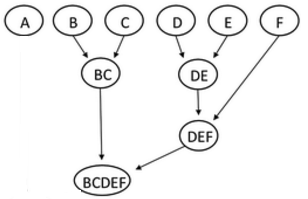 A B C D E F
BC DE
DEF
BCDEF